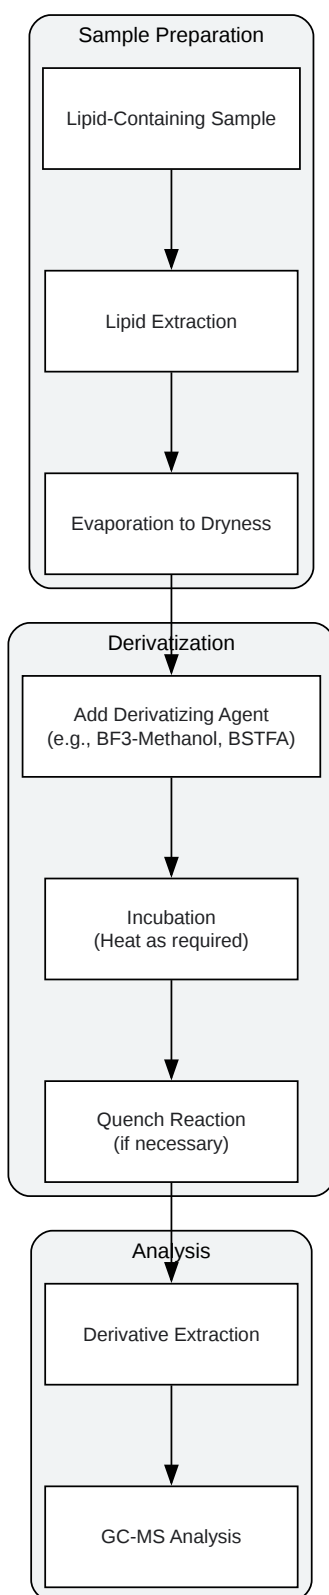 Sample Preparation
Lipid-Containing Sample
Lipid Extraction
Evaporation to Dryness
Derivatization
Add Derivatizing Agent
(e.g., BF3-Methanol, BSTFA)
Incubation
(Heat as required)
Quench Reaction
(if necessary)
Analysis
Derivative Extraction
GC-MS Analysis